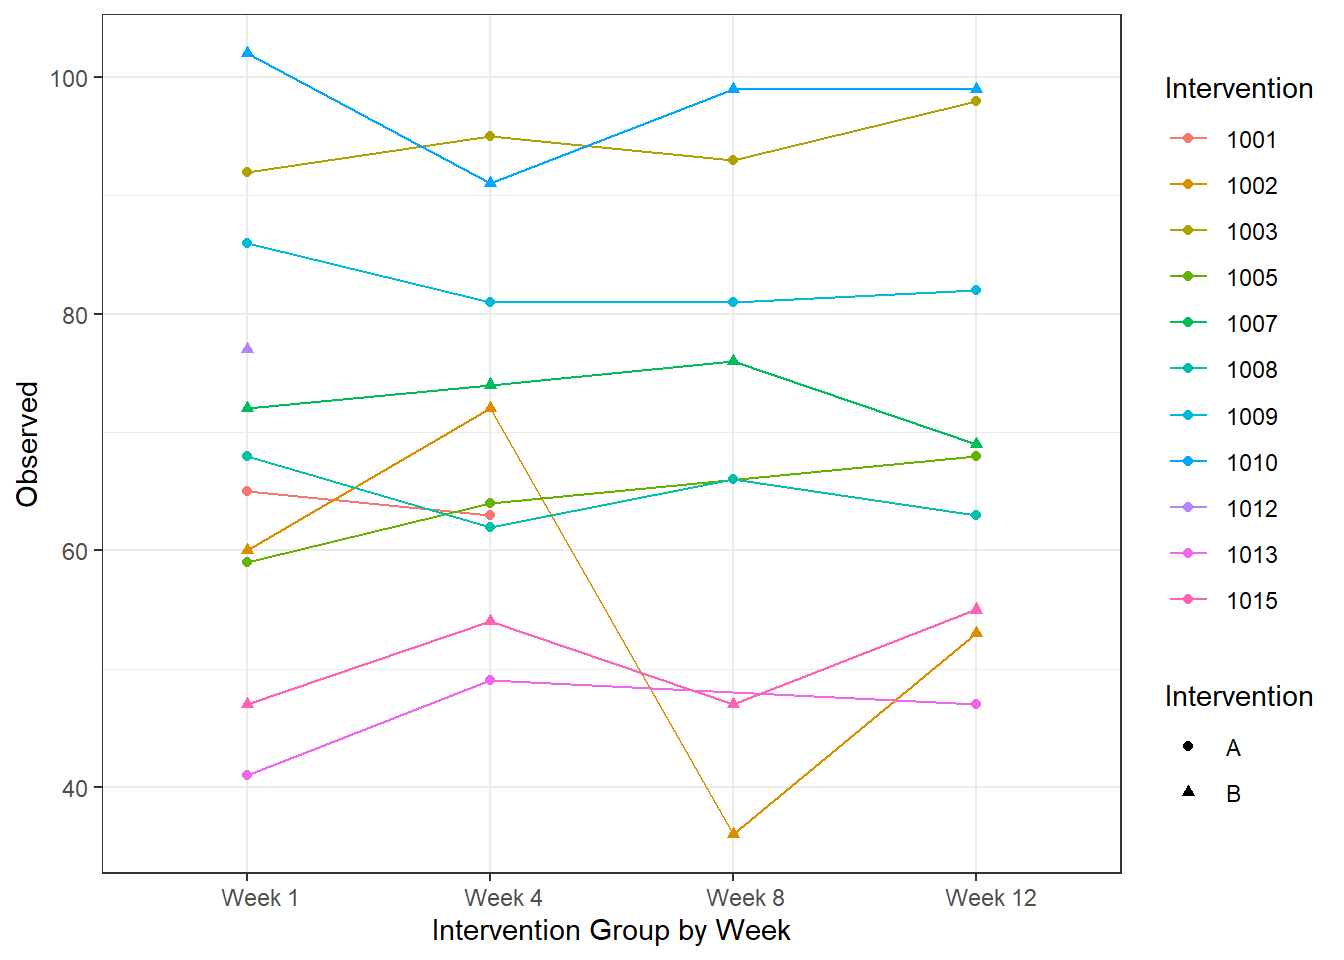 100
80
60
40
Observed
Week 1
Week 4
Week 8
Week 12
Intervention Group by Week
Intervention
1001
1002
1003
1005
1007
1008
1009
1010
1012
1013
1015
Intervention
A
B